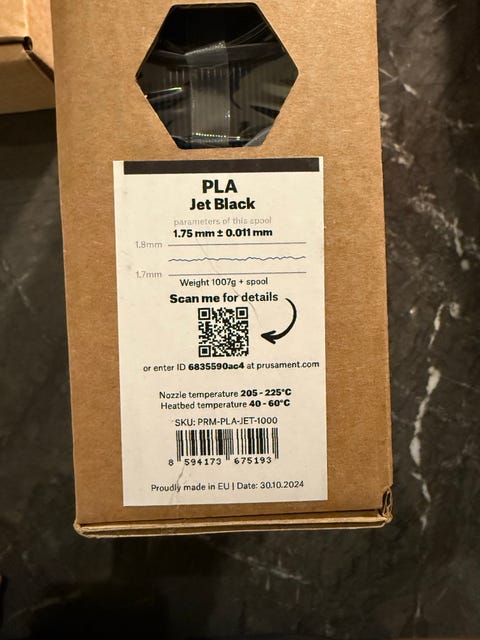 PLA
Jet Black
parameters of this spool
1.75 mm ± 0.011 mm
1.8mm
1.7mm
Weight 1007g + spool
Scan me for details
or enter ID 6835590ac4 at prusament.com
Nozzle temperature 205 - 225°C
Heatbed temperature 40 - 60°C
SKU: PRM-PLA-JET-1000
8 594173 675193
Proudly made in EU | Date: 30.10.2024